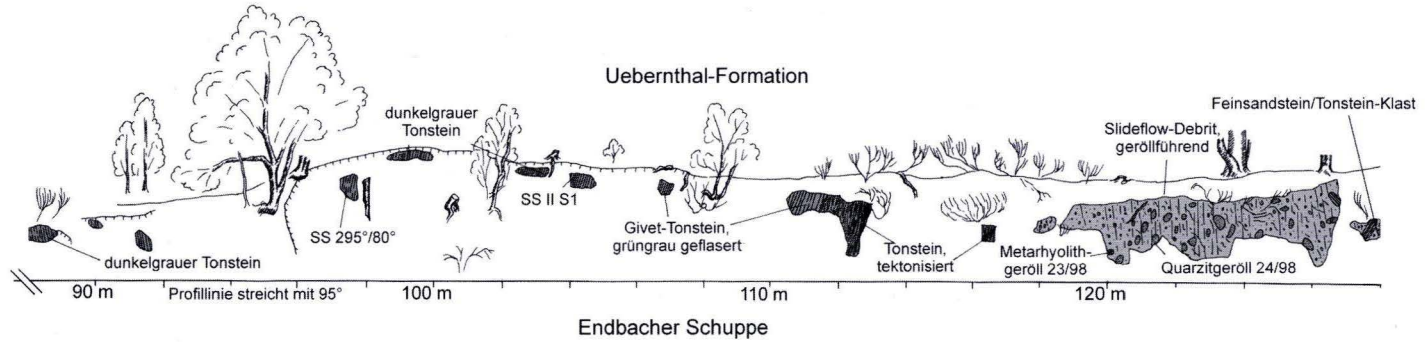 Uebernthal-Formation
Feinsandstein/Tonstein-Klast
dunkelgrauer
Tonstein
Slideflow-Debrit,
geröllführend
SS II S1
SS 295°/80°
Givet-Tonstein,
grüngrau geflasert
dunkelgrauer Tonstein
Tonstein,
tektonisiert
Metarhyolith-
geröll 23/98
Quarzitgeröll 24/98
90 m
Profillinie streicht mit 95°
100 m
110 m
120 m
Endbacher Schuppe